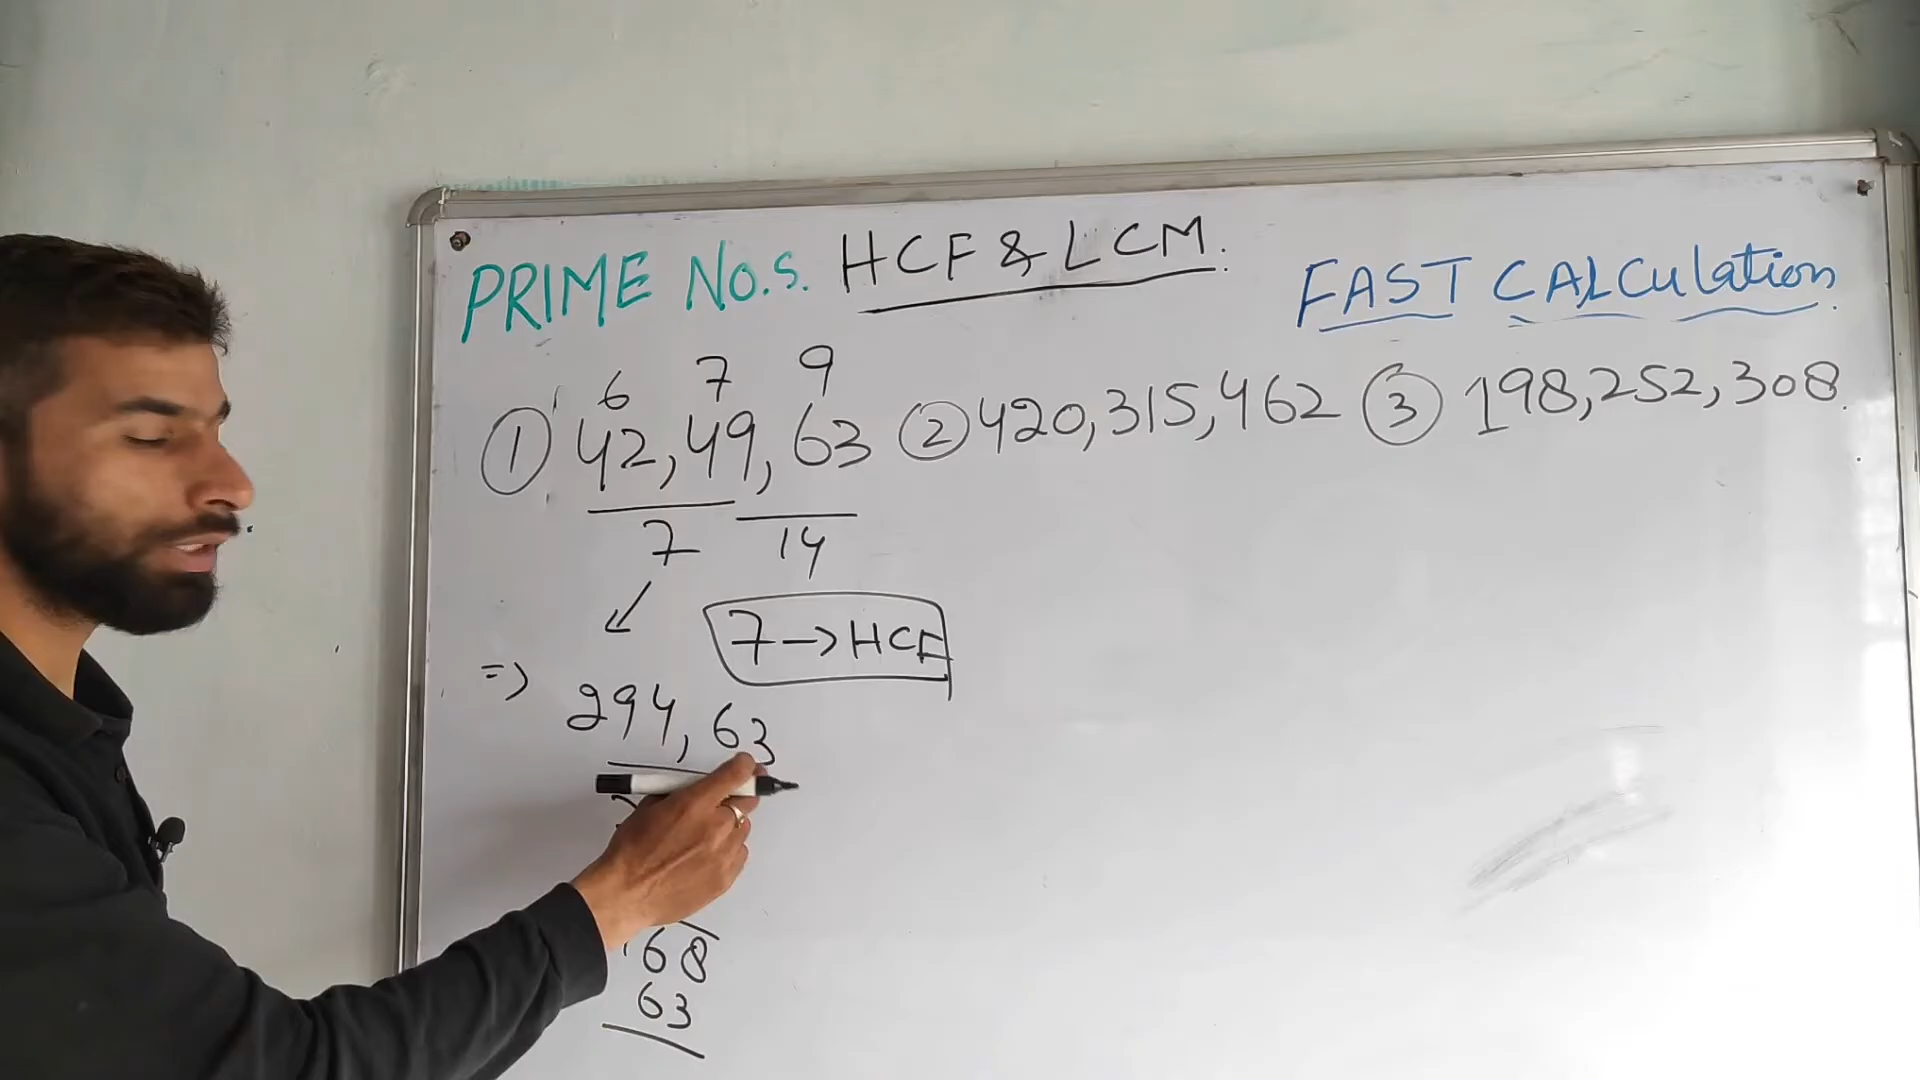 PRIME No.s. HCF & LCM.
FAST CALCulation.
6 7 9
① 42, 49, 63 ② 420, 315, 462 ③ 198, 252, 308.
7 14
↙
7 → HCF
=> 294, 63
168
63